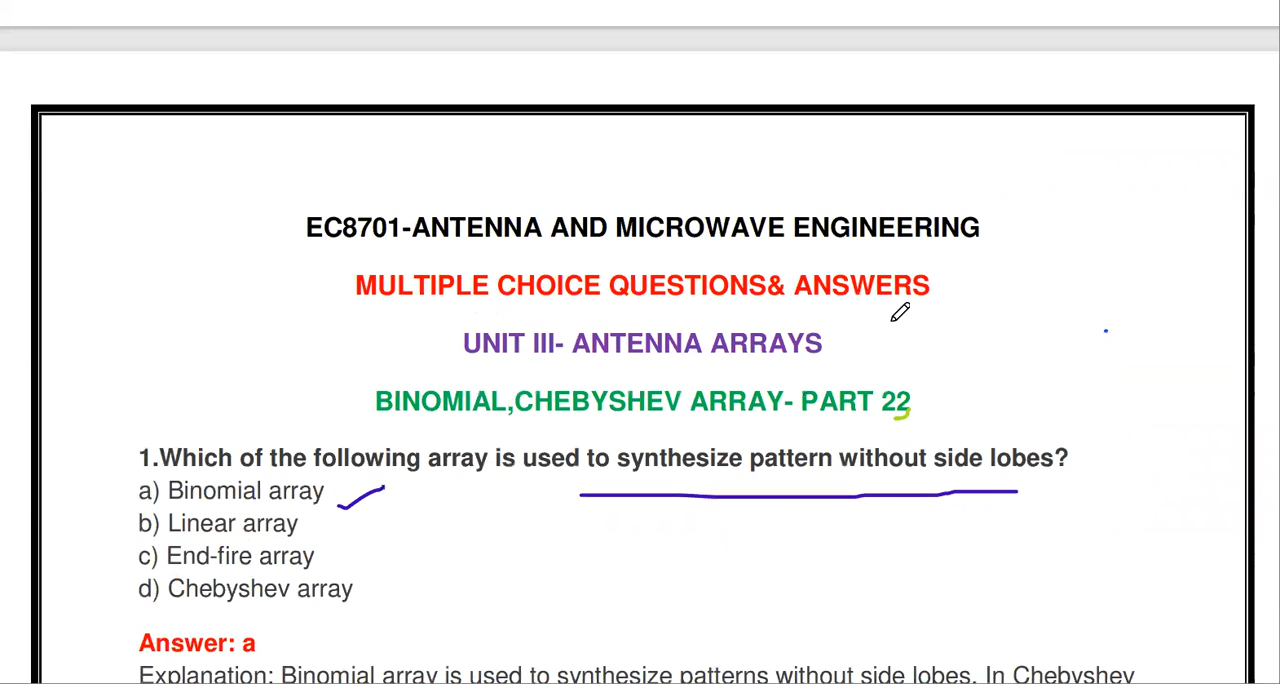 EC8701-ANTENNA AND MICROWAVE ENGINEERING
MULTIPLE CHOICE QUESTIONS& ANSWERS
UNIT III- ANTENNA ARRAYS
BINOMIAL,CHEBYSHEV ARRAY- PART 22
1.Which of the following array is used to synthesize pattern without side lobes?
a) Binomial array
b) Linear array
c) End-fire array
d) Chebyshev array
Answer: a
Explanation: Binomial array is used to synthesize patterns without side lobes. In Chebyshev